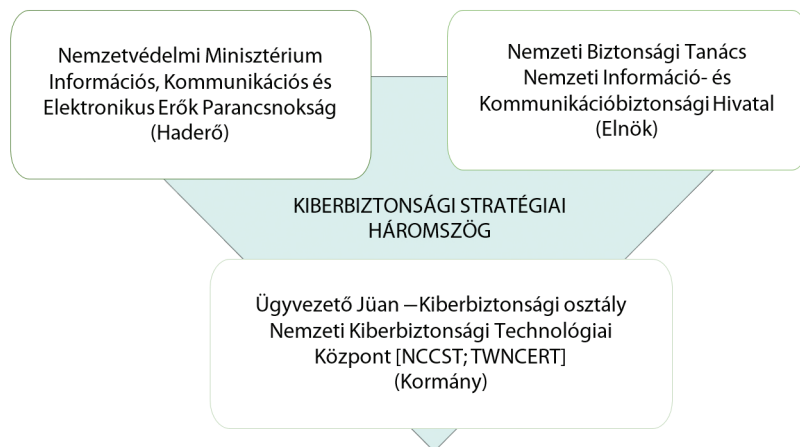 Nemzetvédelmi Minisztérium
Információs, Kommunikációs és
Elektronikus Erők Parancsnokság
(Haderő)
Nemzeti Biztonsági Tanács
Nemzeti Információ- és
Kommunikációbiztonsági Hivatal
(Elnök)
KIBERBIZTONSÁGI STRATÉGIAI
HÁROMSZÖG
Ügyvezető Jüan –Kiberbiztonsági osztály
Nemzeti Kiberbiztonsági Technológiai
Központ [NCCST; TWNCERT]
(Kormány)